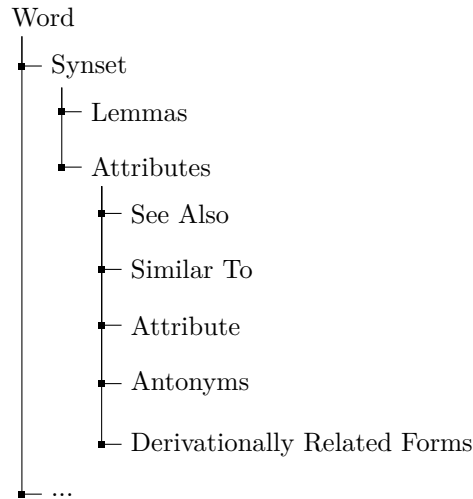 Word
Synset
Lemmas
Attributes
See Also
Similar To
Attribute
Antonyms
Derivationally Related Forms
...